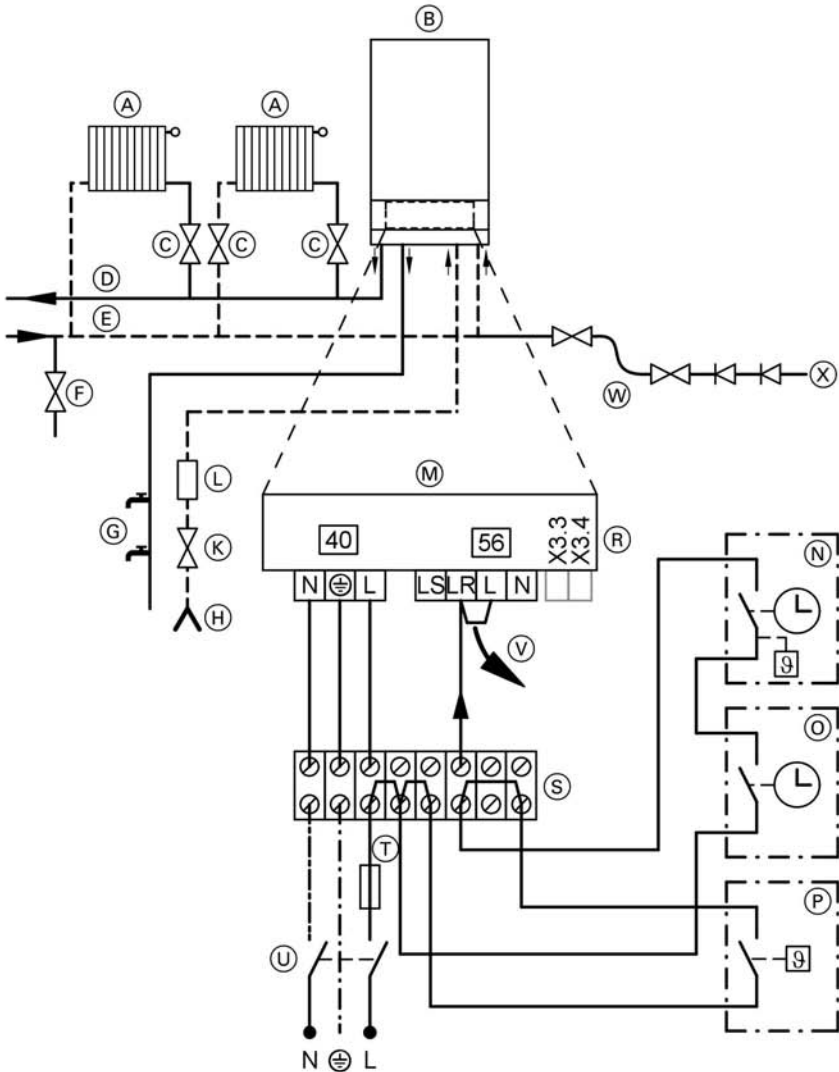 B
A A
C C C
D
E
F
W X
L
M
G
K
40 56 X3.3 X3.4 R
N ⏚ L LS LR L N
H
V
N
ϑ
O
S
T
P
U
ϑ
N ⏚ L